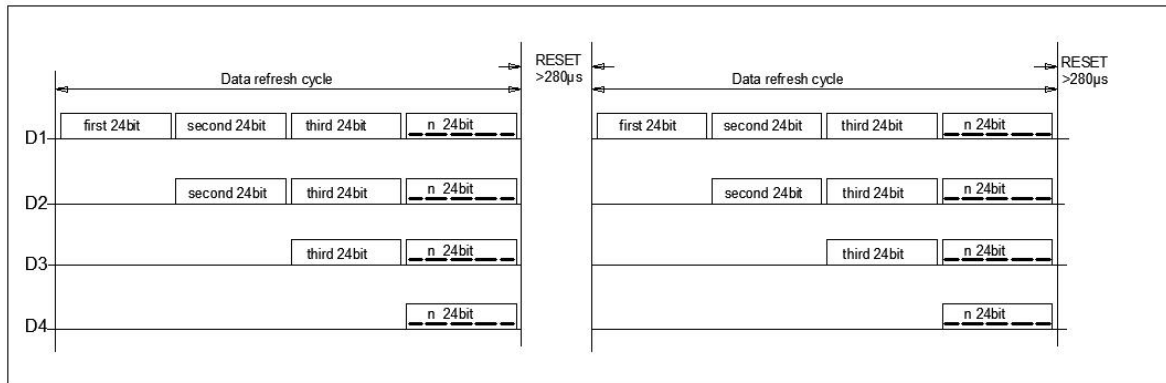 RESET
>280μs
RESET
>280μs
Data refresh cycle
Data refresh cycle
D1 first 24bit second 24bit third 24bit n 24bit first 24bit second 24bit third 24bit n 24bit
D2 second 24bit third 24bit n 24bit second 24bit third 24bit n 24bit
D3 third 24bit n 24bit third 24bit n 24bit
D4 n 24bit n 24bit